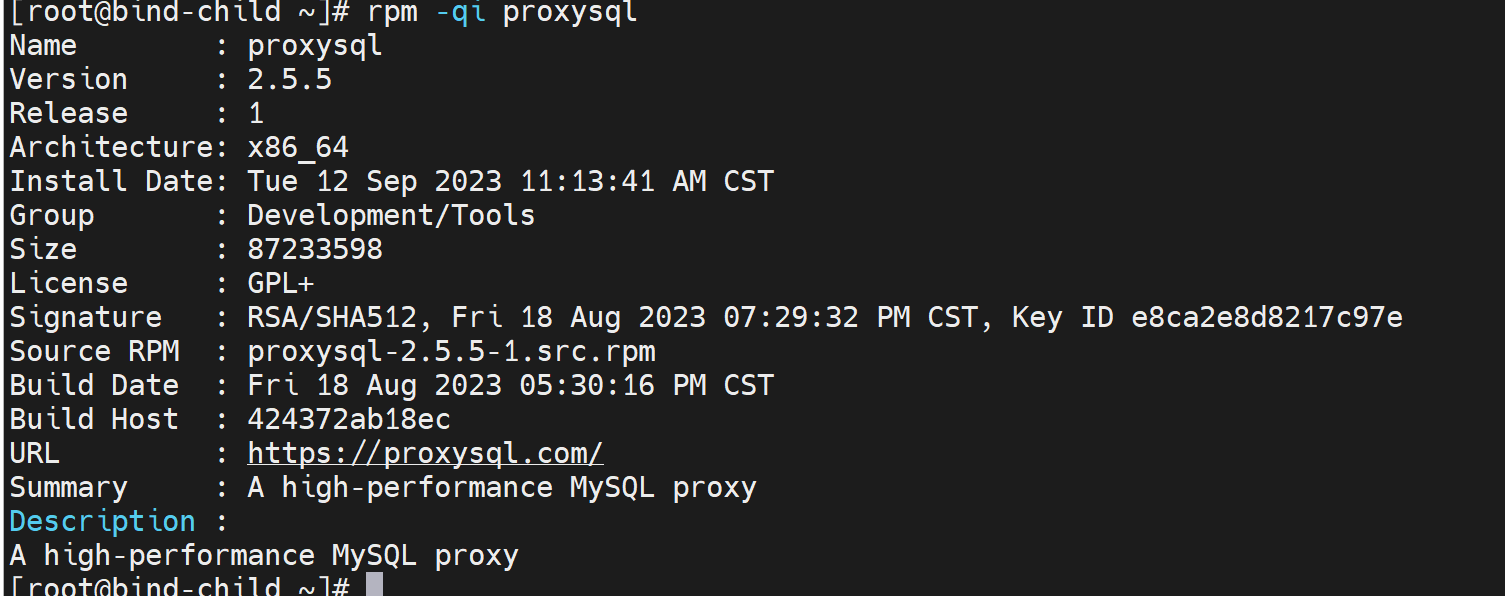 [root@bind-child ~]# rpm -qi proxysql
Name        : proxysql
Version     : 2.5.5
Release     : 1
Architecture: x86_64
Install Date: Tue 12 Sep 2023 11:13:41 AM CST
Group       : Development/Tools
Size        : 87233598
License     : GPL+
Signature   : RSA/SHA512, Fri 18 Aug 2023 07:29:32 PM CST, Key ID e8ca2e8d8217c97e
Source RPM  : proxysql-2.5.5-1.src.rpm
Build Date  : Fri 18 Aug 2023 05:30:16 PM CST
Build Host  : 424372ab18ec
URL         : https://proxysql.com/
Summary     : A high-performance MySQL proxy
Description :
A high-performance MySQL proxy
[root@bind-child ~]#